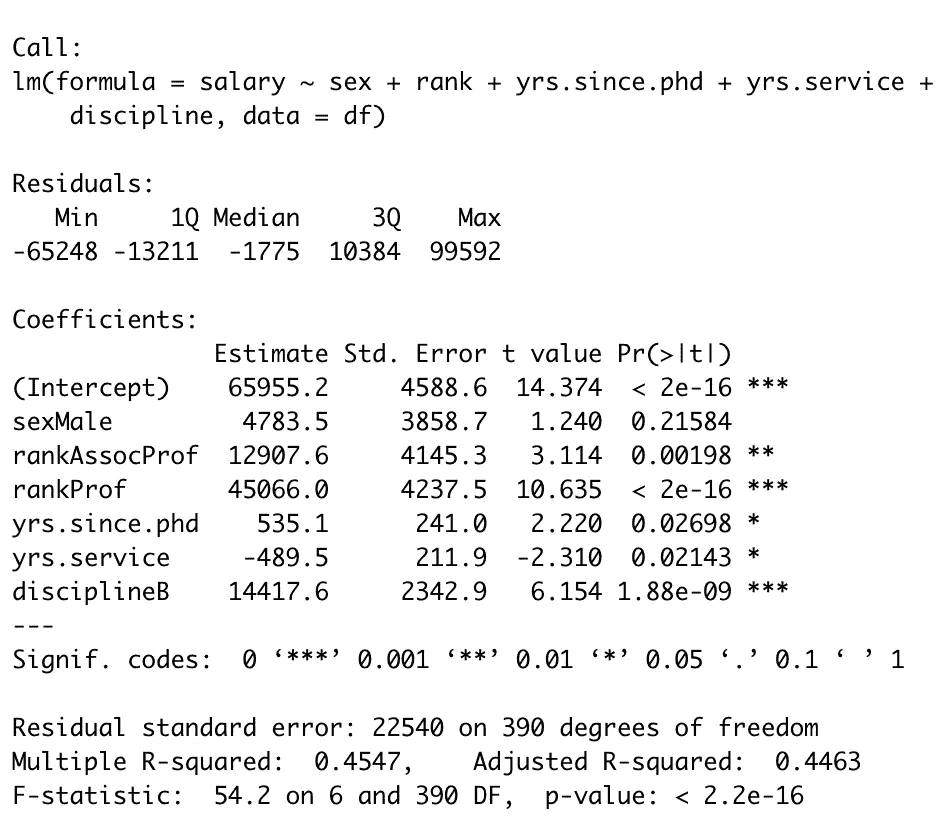 Call:
lm(formula = salary ~ sex + rank + yrs.since.phd + yrs.service +
    discipline, data = df)

Residuals:
   Min     1Q Median     3Q    Max
-65248 -13211  -1775  10384  99592

Coefficients:
              Estimate Std. Error t value Pr(>|t|)
(Intercept)    65955.2     4588.6  14.374  < 2e-16 ***
sexMale         4783.5     3858.7   1.240  0.21584
rankAssocProf  12907.6     4145.3   3.114  0.00198 **
rankProf       45066.0     4237.5  10.635  < 2e-16 ***
yrs.since.phd    535.1      241.0   2.220  0.02698 *
yrs.service     -489.5      211.9  -2.310  0.02143 *
disciplineB    14417.6     2342.9   6.154 1.88e-09 ***
---
Signif. codes:  0 ‘***’ 0.001 ‘**’ 0.01 ‘*’ 0.05 ‘.’ 0.1 ‘ ’ 1

Residual standard error: 22540 on 390 degrees of freedom
Multiple R-squared:  0.4547,    Adjusted R-squared:  0.4463
F-statistic:  54.2 on 6 and 390 DF,  p-value: < 2.2e-16